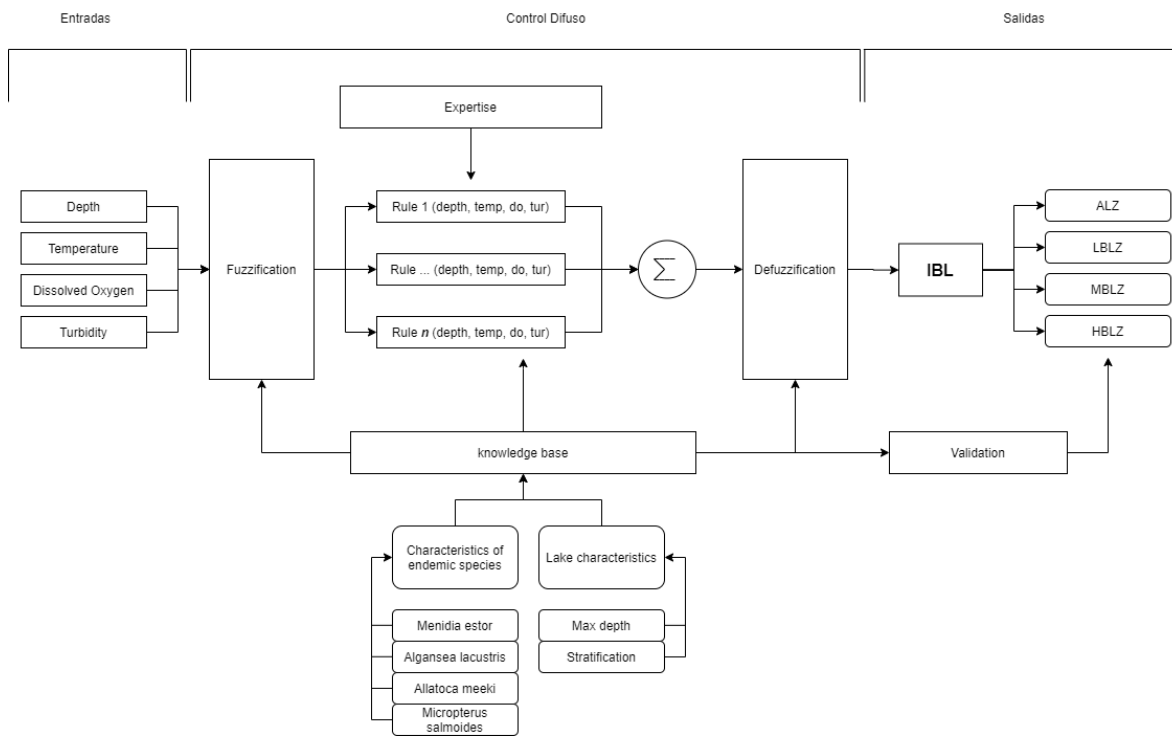 Entradas
Control Difuso
Salidas
Expertise
Depth
Temperature
Dissolved Oxygen
Turbidity
Fuzzification
Rule 1 (depth, temp, do, tur)
Rule ... (depth, temp, do, tur)
Rule n (depth, temp, do, tur)
∑
Defuzzification
IBL
ALZ
LBLZ
MBLZ
HBLZ
knowledge base
Validation
Characteristics of
endemic species
Lake characteristics
Menidia estor
Algansea lacustris
Allatoca meeki
Micropterus
salmoides
Max depth
Stratification